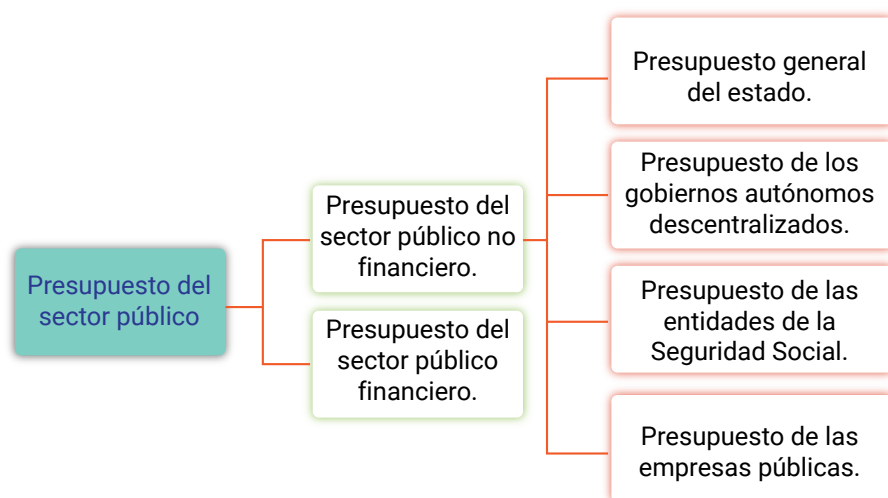 Presupuesto del
sector público
Presupuesto del
sector público no
financiero.
Presupuesto del
sector público
financiero.
Presupuesto general
del estado.
Presupuesto de los
gobiernos autónomos
descentralizados.
Presupuesto de las
entidades de la
Seguridad Social.
Presupuesto de las
empresas públicas.